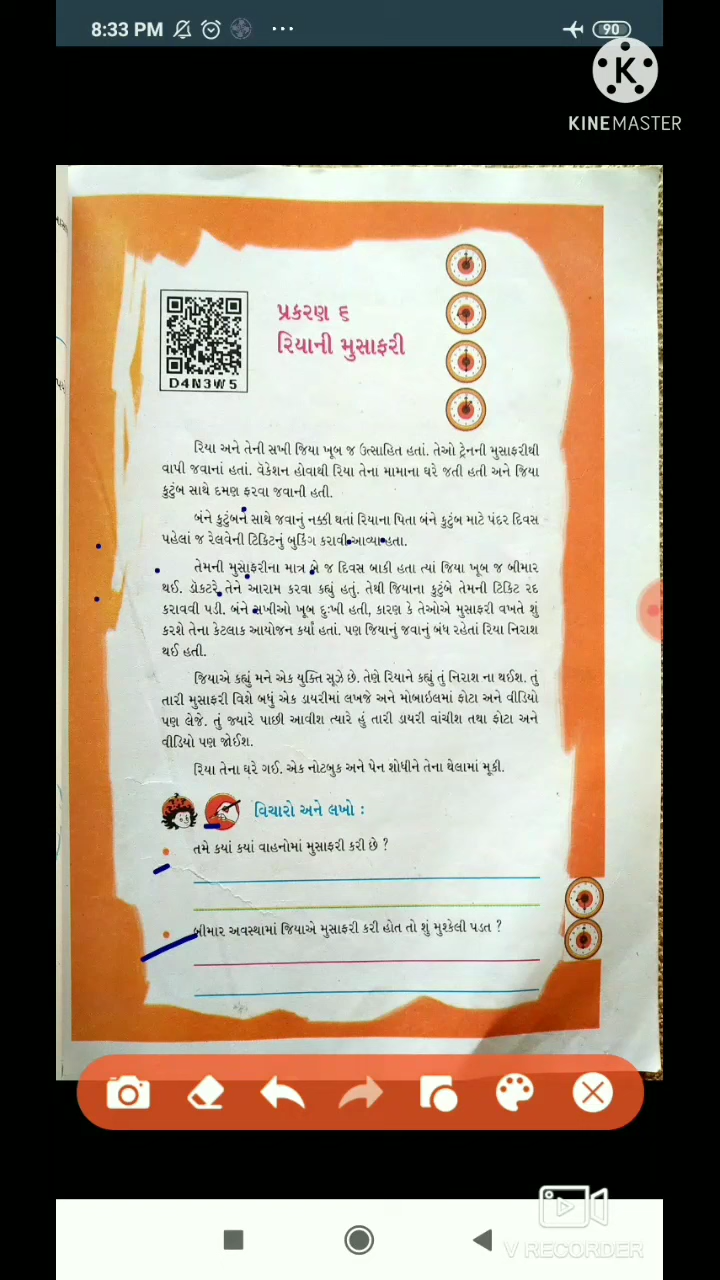 8:33 PM ... 90
K
KINEMASTER
D4N3W5
પ્રકરણ ૬
રિયાની મુસાફરી
રિયા અને તેની સખી જિયા ખૂબ જ ઉત્સાહિત હતાં. તેઓ ટ્રેનની મુસાફરીથી
વાપી જવાનાં હતાં. વૅકેશન હોવાથી રિયા તેના મામાના ઘરે જતી હતી અને જિયા
કુટુંબ સાથે દમણ ફરવા જવાની હતી.
બંને કુટુંબને સાથે જવાનું નક્કી થતાં રિયાના પિતા બંને કુટુંબ માટે પંદર દિવસ
પહેલાં જ રેલવેની ટિકિટનું બુકિંગ કરાવી આવ્યા હતા.
તેમની મુસાફરીના માત્ર બે જ દિવસ બાકી હતા ત્યાં જિયા ખૂબ જ બીમાર
થઈ. ડૉક્ટરે તેને આરામ કરવા કહ્યું હતું. તેથી જિયાના કુટુંબે તેમની ટિકિટ રદ
કરાવવી પડી. બંને સખીઓ ખૂબ દુઃખી હતી, કારણ કે તેઓએ મુસાફરી વખતે શું
કરશે તેના કેટલાક આયોજન કર્યાં હતાં. પણ જિયાનું જવાનું બંધ રહેતાં રિયા નિરાશ
થઈ હતી.
જિયાએ કહ્યું મને એક યુક્તિ સૂઝે છે. તેણે રિયાને કહ્યું તું નિરાશ ના થઈશ. તું
તારી મુસાફરી વિશે બધું એક ડાયરીમાં લખજે અને મોબાઇલમાં ફોટા અને વીડિયો
પણ લેજે. તું જ્યારે પાછી આવીશ ત્યારે હું તારી ડાયરી વાંચીશ તથા ફોટા અને
વીડિયો પણ જોઈશ.
રિયા તેના ઘરે ગઈ. એક નોટબુક અને પેન શોધીને તેના થેલામાં મૂકી.
વિચારો અને લખો :
તમે કયાં કયાં વાહનોમાં મુસાફરી કરી છે ?
બીમાર અવસ્થામાં જિયાએ મુસાફરી કરી હોત તો શું મુશ્કેલી પડત ?
V RECORDER